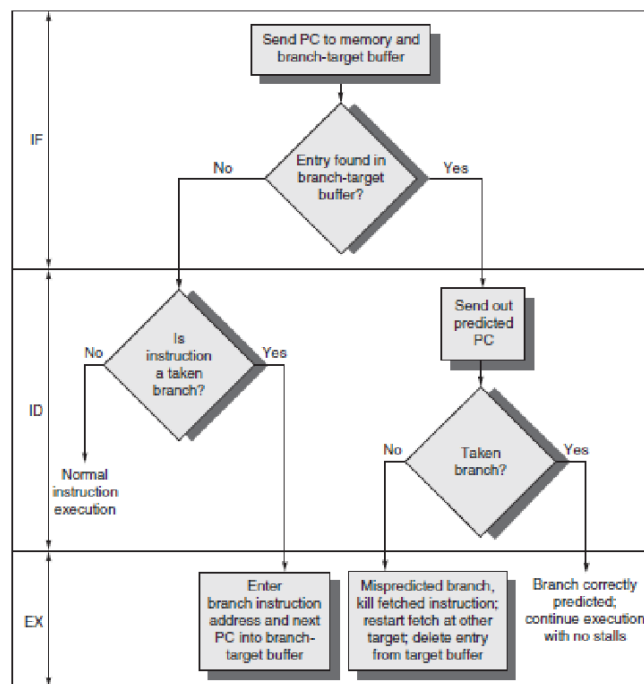 Send PC to memory and
branch-target buffer
IF
No
Entry found in
branch-target
buffer?
Yes
Send out
predicted
PC
No
Is
instruction
a taken
branch?
Yes
ID
No
Taken
branch?
Yes
Normal
instruction
execution
EX
Enter
branch instruction
address and next
PC into branch-
target buffer
Mispredicted branch,
kill fetched instruction;
restart fetch at other
target; delete entry
from target buffer
Branch correctly
predicted;
continue execution
with no stalls